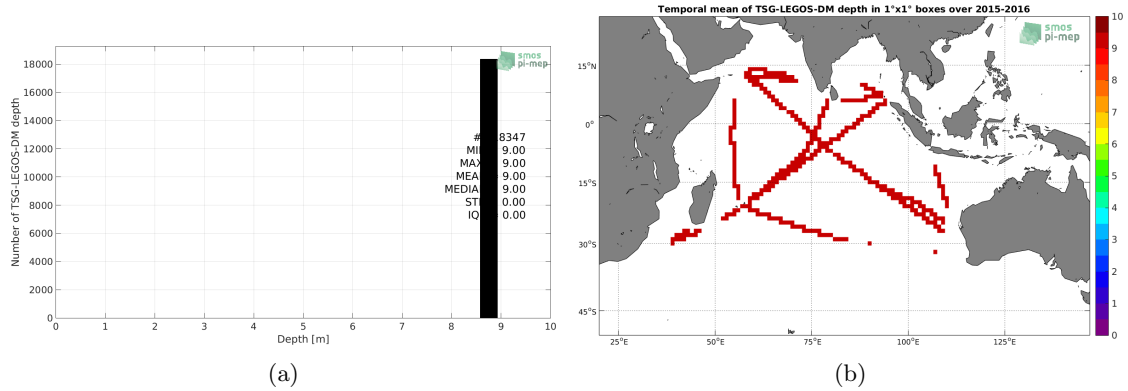 smos
pi-mep
18000
16000
14000
12000
10000
8000
6000
4000
2000
0
Number of TSG-LEGOS-DM depth
8347
9.00
9.00
9.00
9.00
0.00
0.00
0 1 2 3 4 5 6 7 8 9 10
Depth [m]
(a)
Temporal mean of TSG-LEGOS-DM depth in 1°x1° boxes over 2015-2016
smos
pi-mep
15°N
0°
15°S
30°S
45°S
25°E 50°E 75°E 100°E 125°E
10
9
8
7
6
5
4
3
2
1
0
(b)